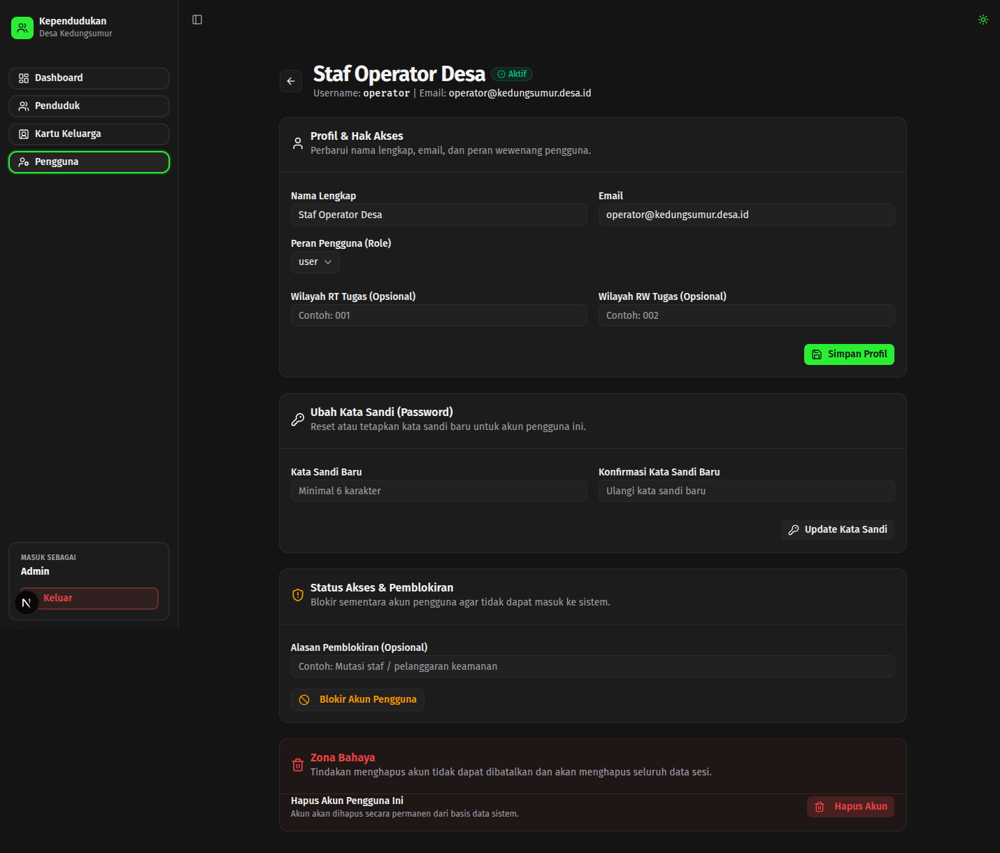 Kependudukan
Desa Kedungsumur
Dashboard
Penduduk
Kartu Keluarga
Pengguna
MASUK SEBAGAI
Admin
Keluar
N
Staf Operator Desa
Aktif
Username: operator | Email: operator@kedungsumur.desa.id
Profil & Hak Akses
Perbarui nama lengkap, email, dan peran wewenang pengguna.
Nama Lengkap
Staf Operator Desa
Email
operator@kedungsumur.desa.id
Peran Pengguna (Role)
user
Wilayah RT Tugas (Opsional)
Contoh: 001
Wilayah RW Tugas (Opsional)
Contoh: 002
Simpan Profil
Ubah Kata Sandi (Password)
Reset atau tetapkan kata sandi baru untuk akun pengguna ini.
Kata Sandi Baru
Minimal 6 karakter
Konfirmasi Kata Sandi Baru
Ulangi kata sandi baru
Update Kata Sandi
Status Akses & Pemblokiran
Blokir sementara akun pengguna agar tidak dapat masuk ke sistem.
Alasan Pemblokiran (Opsional)
Contoh: Mutasi staf / pelanggaran keamanan
Blokir Akun Pengguna
Zona Bahaya
Tindakan menghapus akun tidak dapat dibatalkan dan akan menghapus seluruh data sesi.
Hapus Akun Pengguna Ini
Akun akan dihapus secara permanen dari basis data sistem.
Hapus Akun